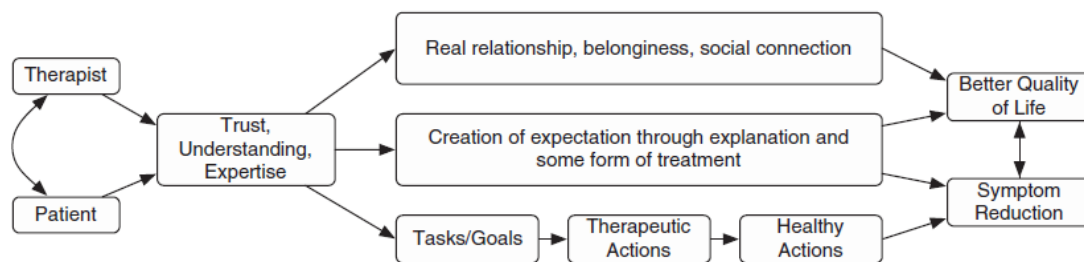 Therapist
Patient
Trust,
Understanding,
Expertise
Real relationship, belonginess, social connection
Creation of expectation through explanation and
some form of treatment
Tasks/Goals
Therapeutic
Actions
Healthy
Actions
Better Quality
of Life
Symptom
Reduction